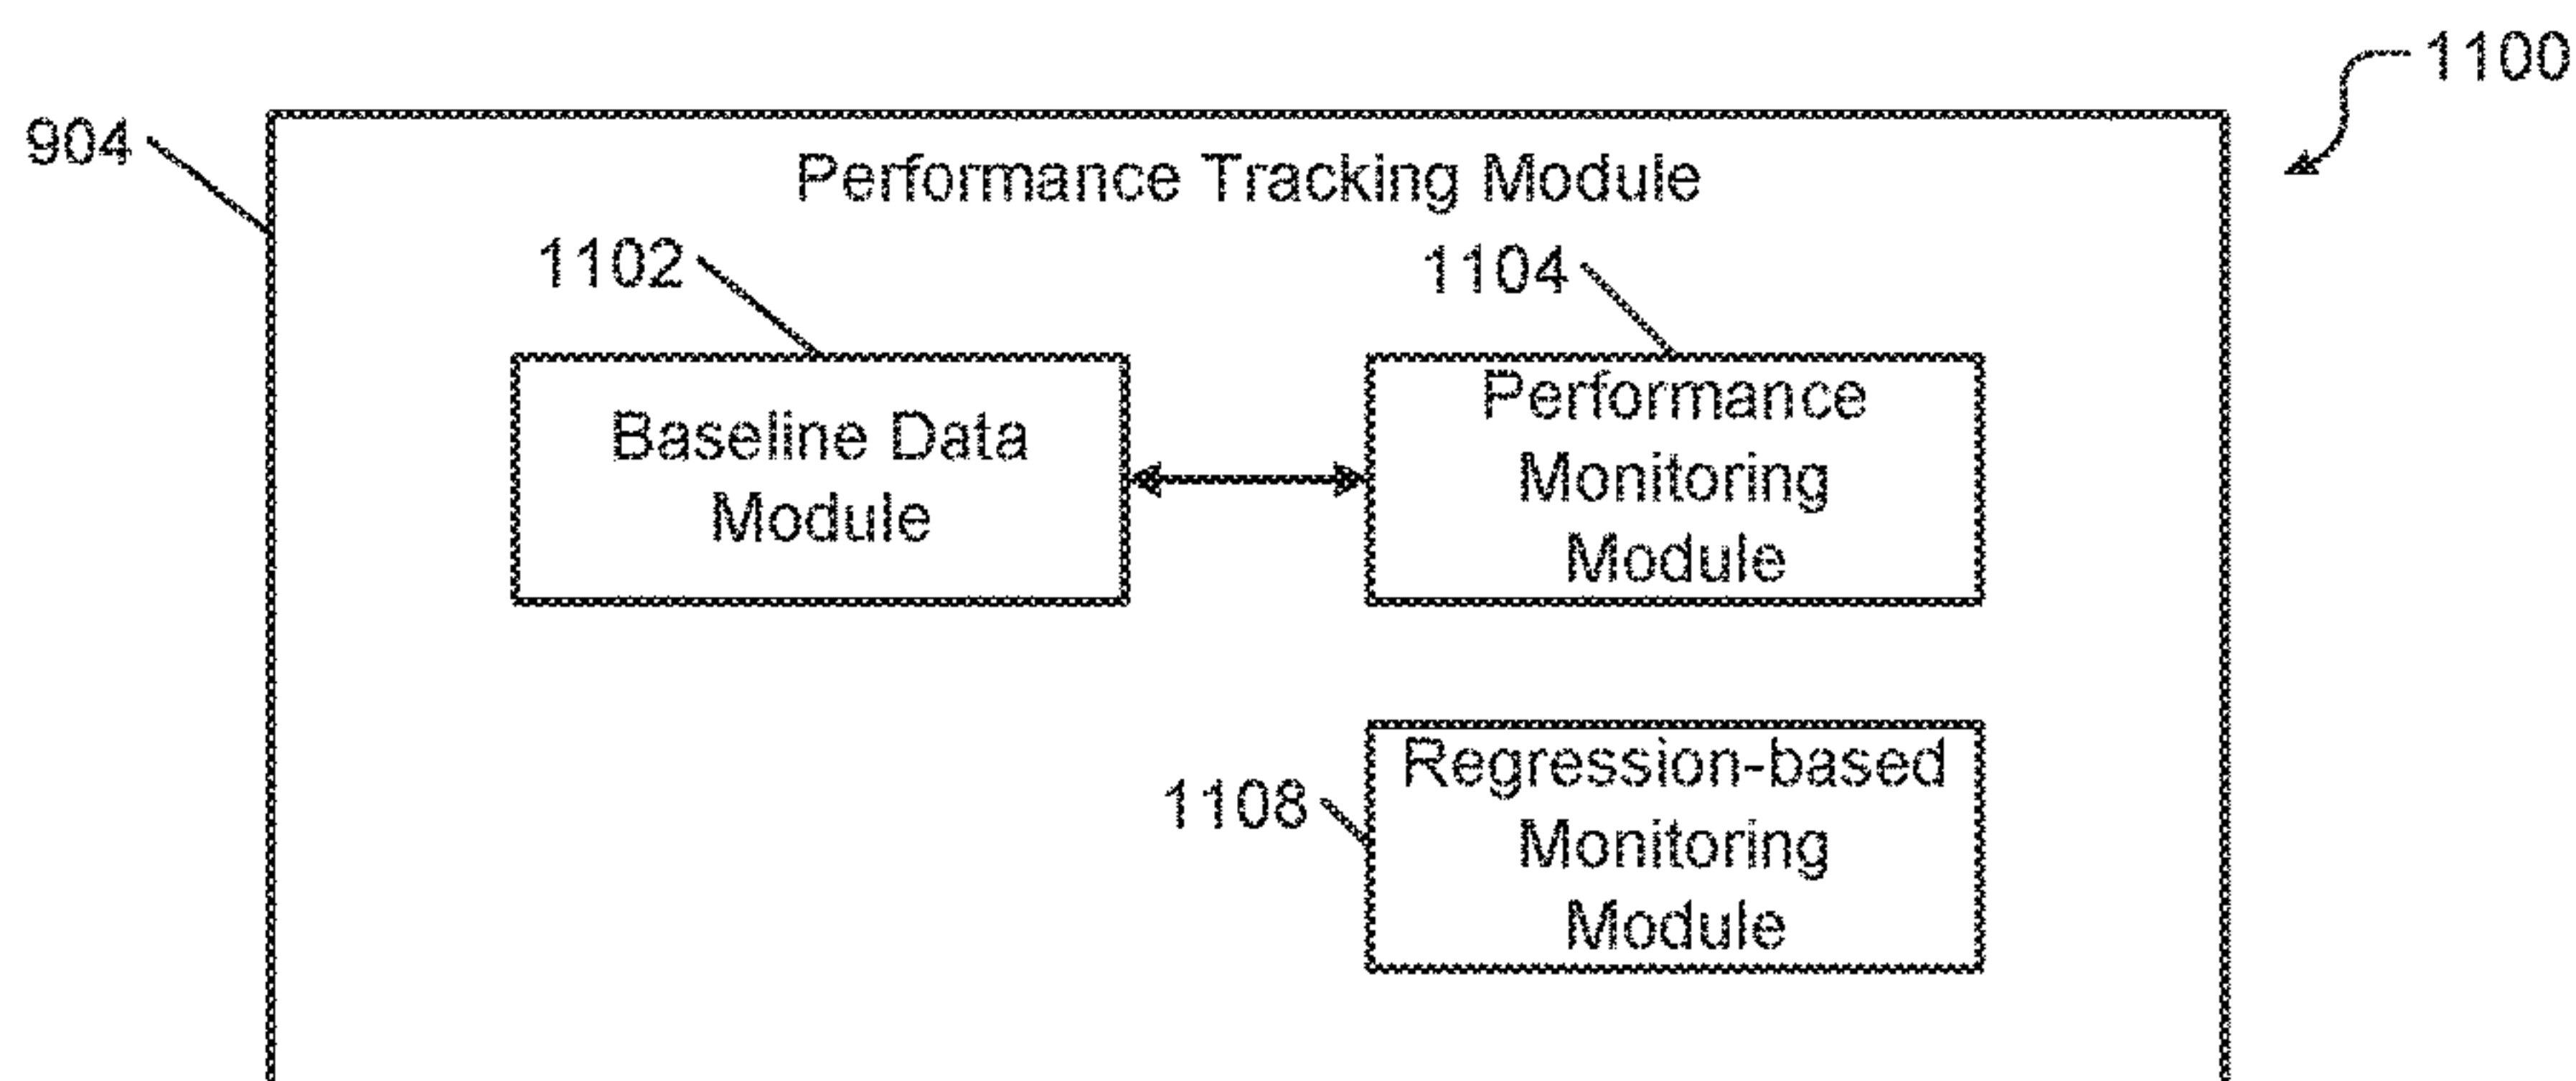 1100
904
Performance Tracking Module
1102
1104
Baseline Data
Module
Performance
Monitoring
Module
1108
Regression-based
Monitoring
Module